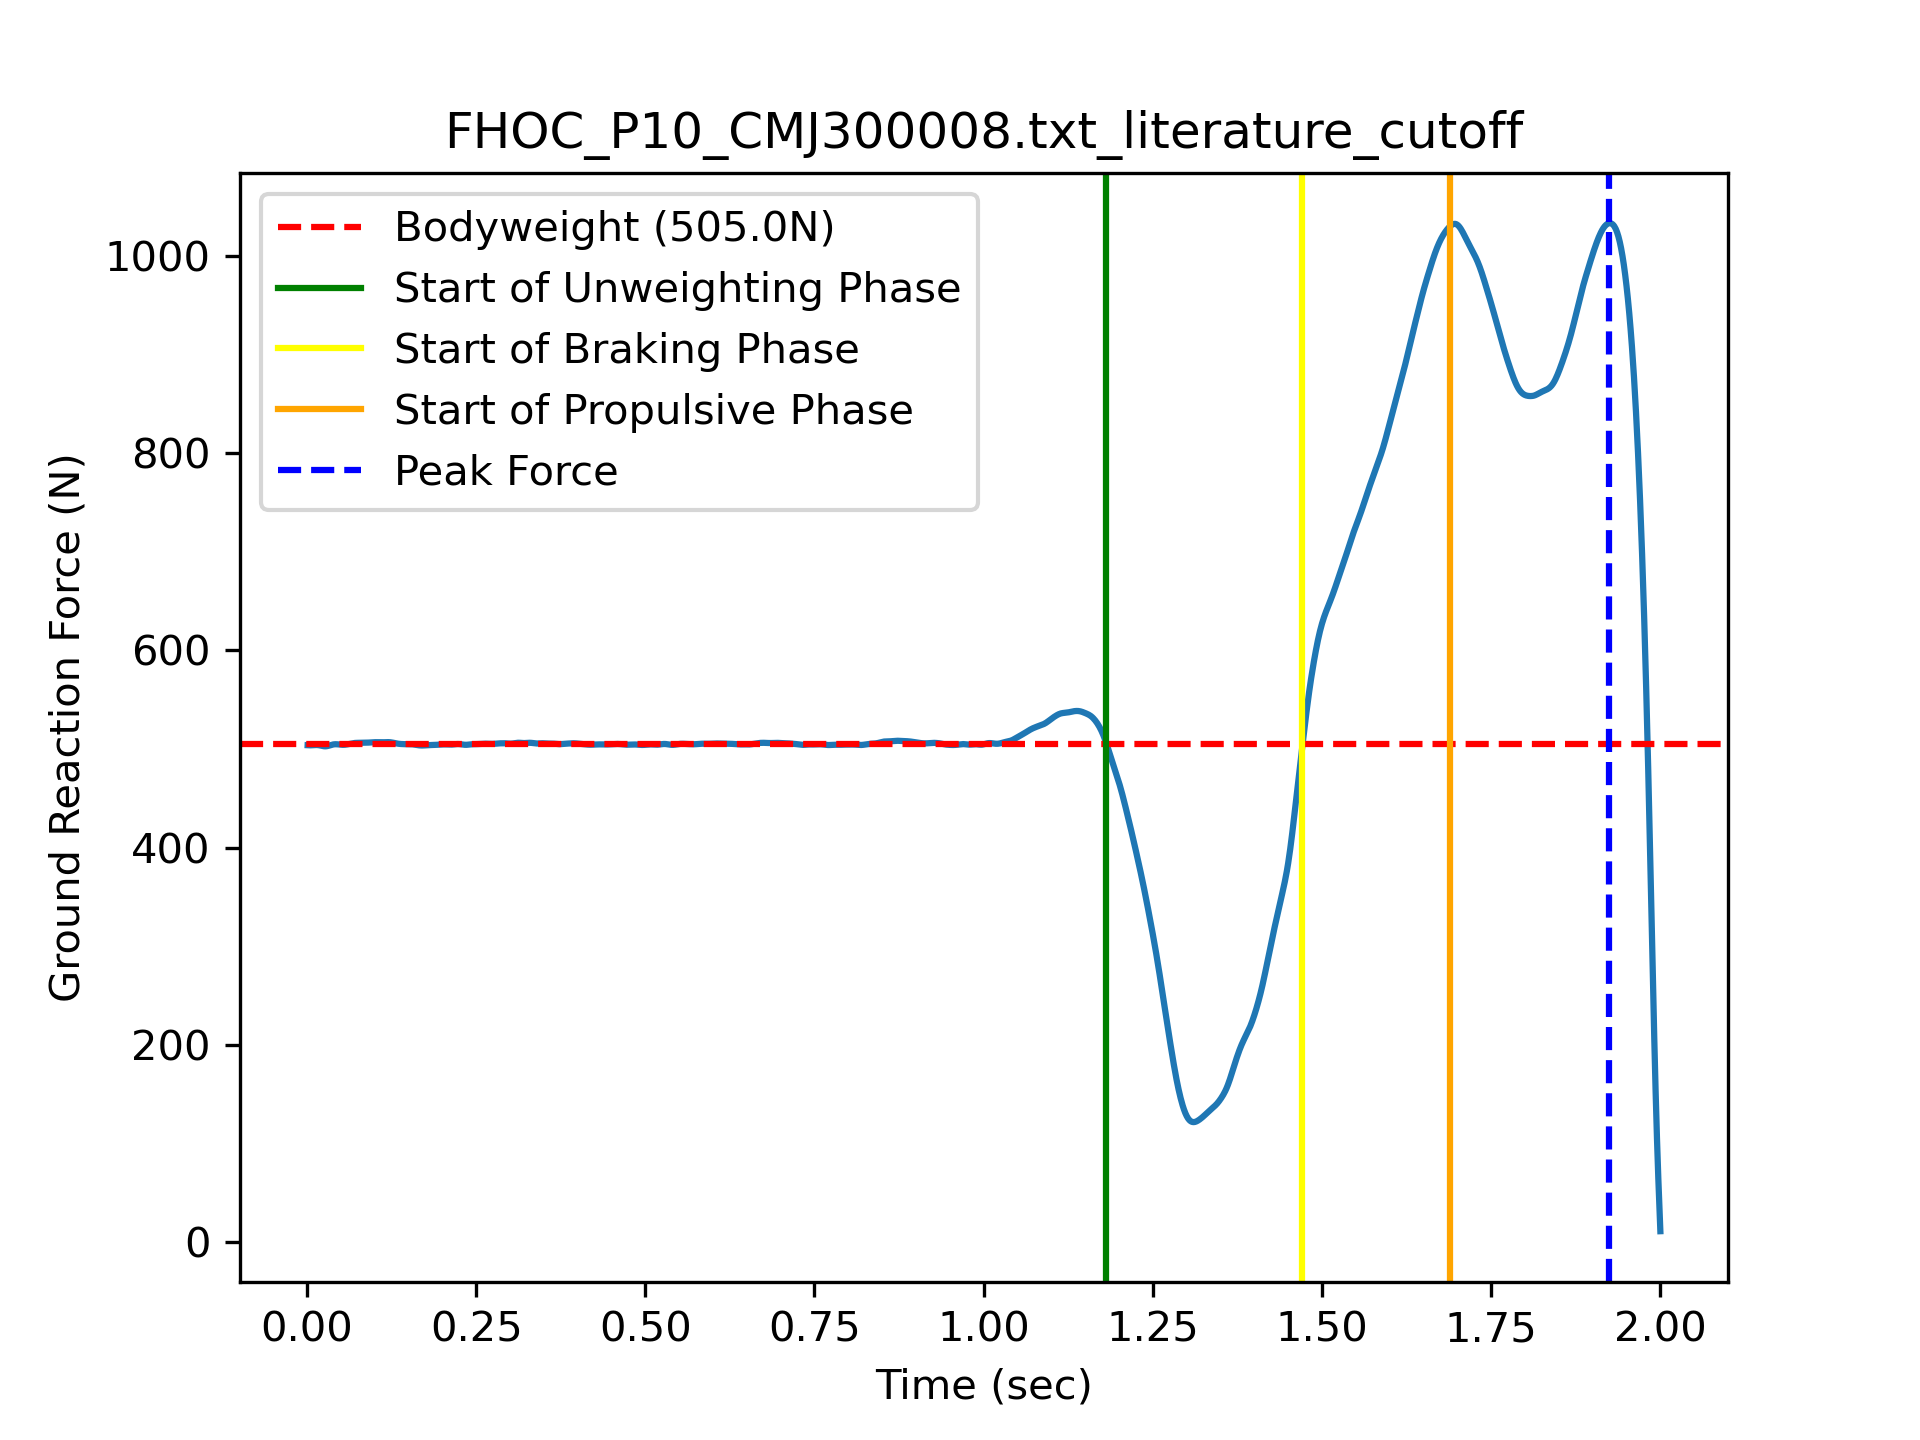 FHOC_P10_CMJ300008.txt_literature_cutoff
Bodyweight (505.0N)
Start of Unweighting Phase
Start of Braking Phase
Start of Propulsive Phase
Peak Force
Ground Reaction Force (N)
1000
800
600
400
200
0
0.00 0.25 0.50 0.75 1.00 1.25 1.50 1.75 2.00
Time (sec)